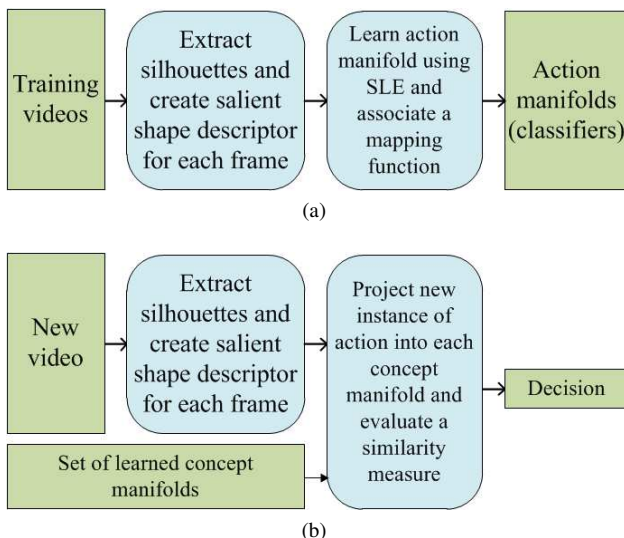 Training
videos
Extract
silhouettes and
create salient
shape descriptor
for each frame
Learn action
manifold using
SLE and
associate a
mapping
function
Action
manifolds
(classifiers)
(a)
New
video
Extract
silhouettes and
create salient
shape descriptor
for each frame
Set of learned concept
manifolds
Project new
instance of
action into each
concept
manifold and
evaluate a
similarity
measure
Decision
(b)